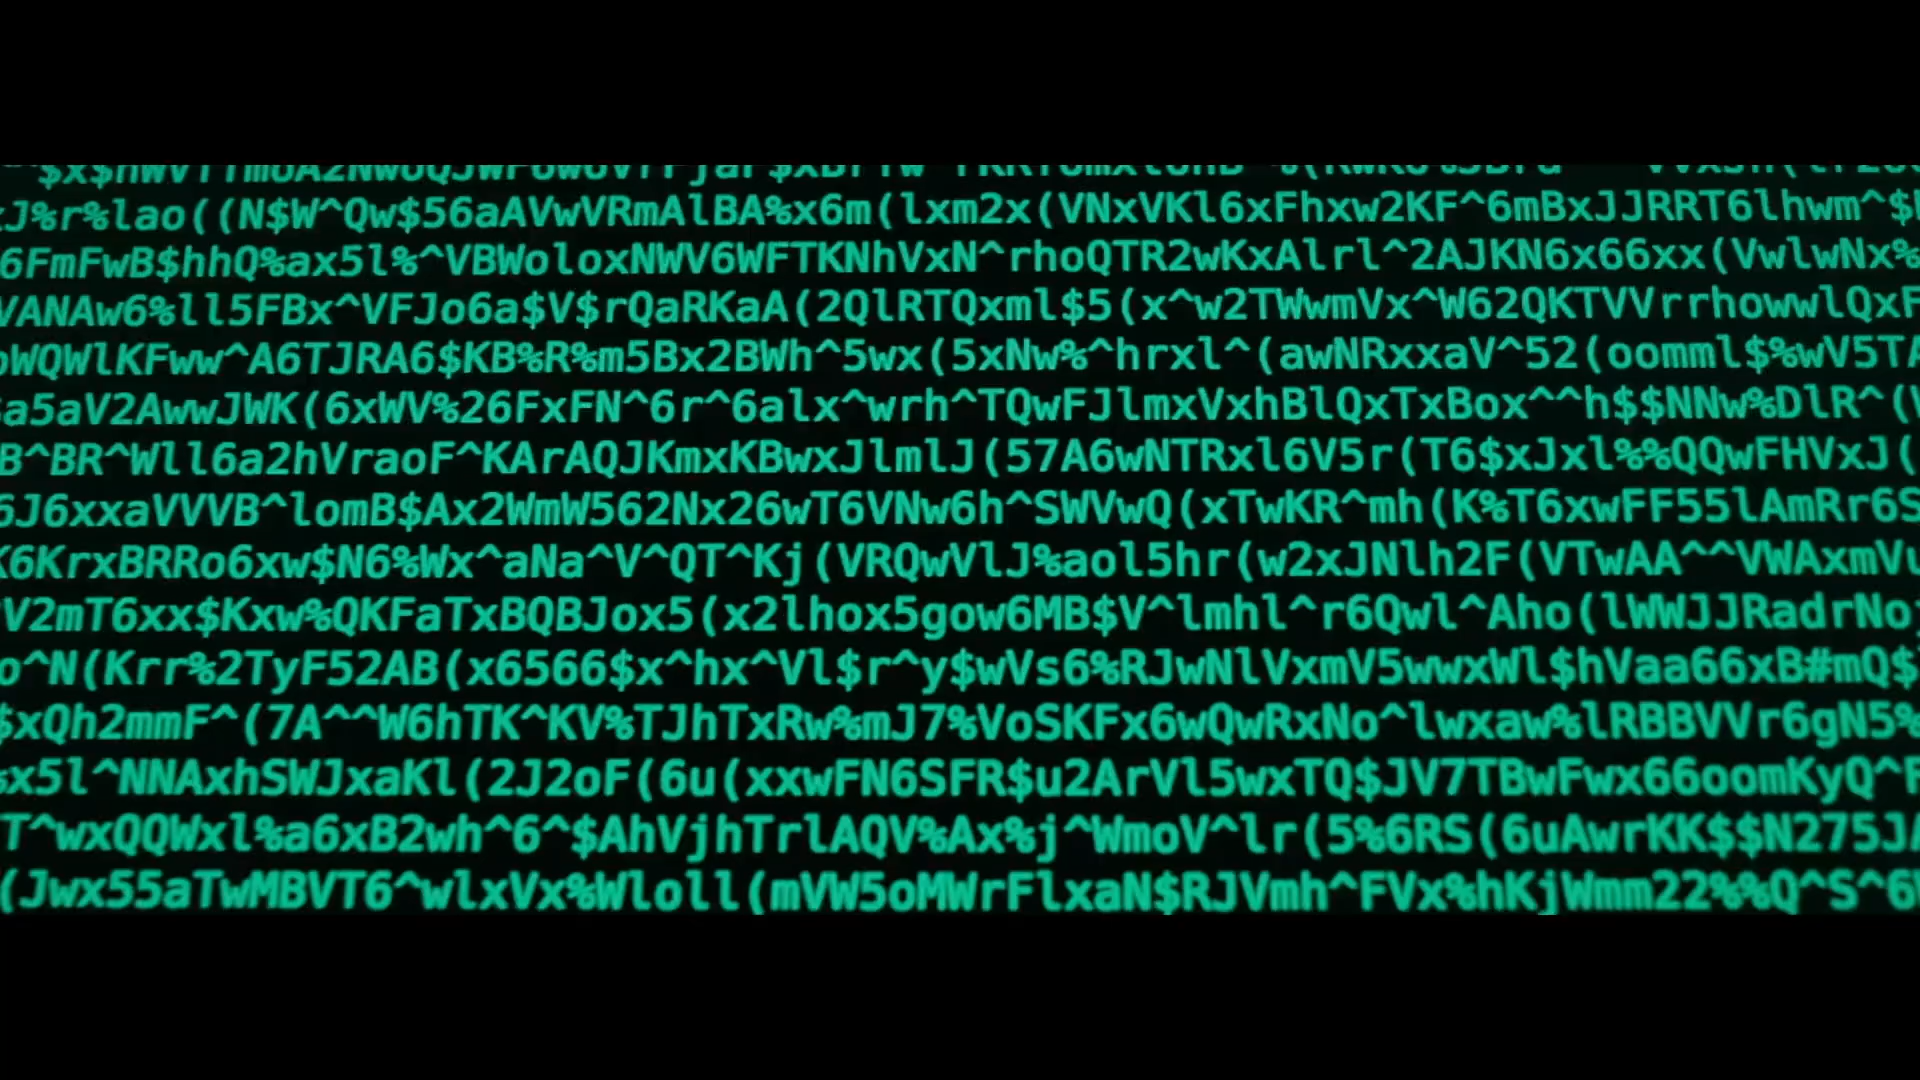 J%r%lao((N$W^Qw$56aAVwVRmAlBA%x6m(lxm2x(VNxVKl6xFhxw2KF^6mBxJJRRT6lhwm^$
6FmFwB$hhQ%ax5l%^VBWoloxNWV6WFTKNhVxN^rhoQTR2wKxAlrl^2AJKN6x66xx(VwlwNx%
VANAw6%ll5FBx^VFJo6a$V$rQaRKaA(2QlRTQxml$5(x^w2TWwmVx^W62QKTVVrrhowwlQxF
oWQWlKFww^A6TJRA6$KB%R%m5Bx2BWh^5wx(5xNw%^hrxl^(awNRxxaV^52(oomml$%wV5TA
a5aV2AwwJWK(6xWV%26FxFN^6r^6alx^wrh^TQwFJlmxVxhBlQxTxBox^^h$$NNw%DlR^(
B^BR^Wll6a2hVraoF^KArAQJKmxKBwxJlmlJ(57A6wNTRxl6V5r(T6$xJxl%%QQwFHVxJ(
6J6xxaVVVB^lomB$Ax2WmW562Nx26wT6VNw6h^SWVwQ(xTwKR^mh(K%T6xwFF55lAmRr6S
K6KrxBRRo6xw$N6%Wx^aNa^V^QT^Kj(VRQwVlJ%aol5hr(w2xJNlh2F(VTwAA^^VWAxmVu
V2mT6xx$Kxw%QKFaTxBQBJox5(x2lhox5gow6MB$V^lmhl^r6Qwl^Aho(lWWJJRadrNo
o^N(Krr%2TyF52AB(x6566$x^hx^Vl$r^y$wVs6%RJwNlVxmV5wwxWl$hVaa66xB#mQ$
$xQh2mmF^(7A^^W6hTK^KV%TJhTxRw%mJ7%VoSKFx6wQwRxNo^lwxaw%lRBBVVr6gN5%
x5l^NNAxhSWJxaKl(2J2oF(6u(xxwFN6SFR$u2ArVl5wxTQ$JV7TBwFwx66oomKyQ^F
T^wxQQWxl%a6xB2wh^6^$AhVjhTrlAQV%Ax%j^WmoV^lr(5%6RS(6uAwrKK$$N275JA
(Jwx55aTwMBVT6^wlxVx%Wloll(mVW5oMWrFlxaN$RJVmh^FVx%hKjWmm22%%Q^S^6